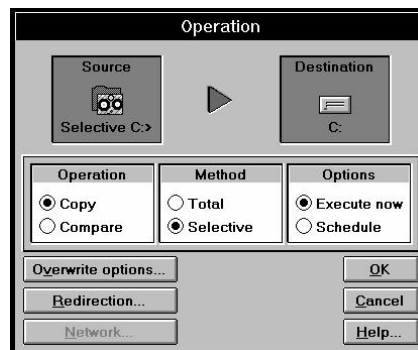 Operation
Source
Destination
Selective C:>
C:
Operation
Method
Options
Copy
Total
Execute now
Compare
Selective
Schedule
Overwrite options...
OK
Redirection...
Cancel
Network...
Help...